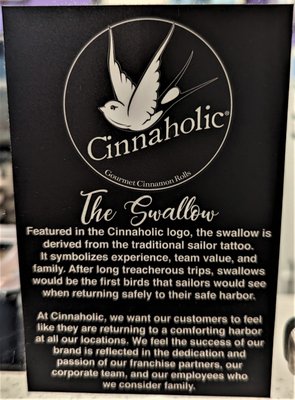 Cinnaholic®
Gourmet Cinnamon Rolls
The Swallow
Featured in the Cinnaholic logo, the swallow is
derived from the traditional sailor tattoo.
It symbolizes experience, team value, and
family. After long treacherous trips, swallows
would be the first birds that sailors would see
when returning safely to their safe harbor.
At Cinnaholic, we want our customers to feel
like they are returning to a comforting harbor
at all our locations. We feel the success of our
brand is reflected in the dedication and
passion of our franchise partners, our
corporate team, and our employees who
we consider family.